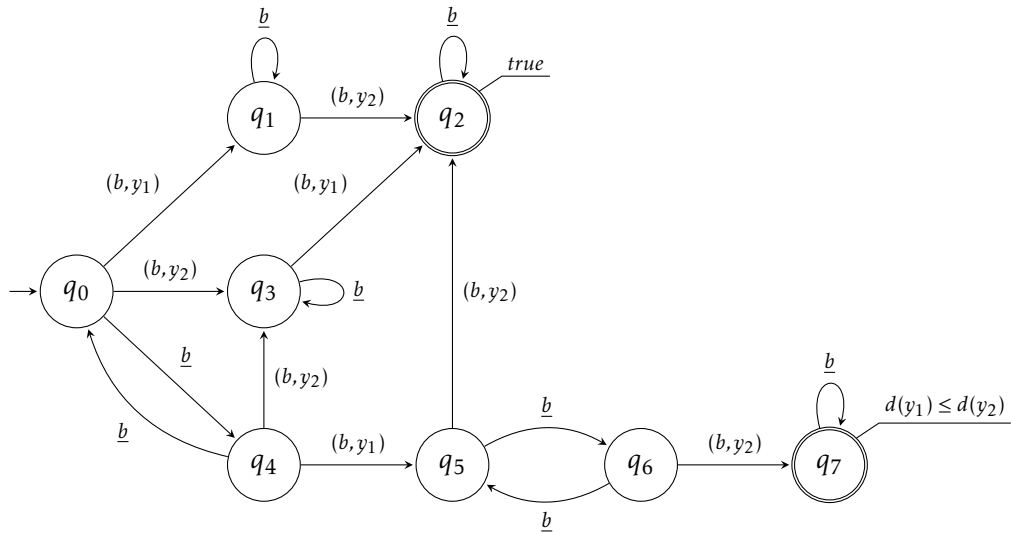 b
b
true
q1
(b, y2)
q2
(b, y1)
(b, y1)
q0
(b, y2)
q3
b
(b, y2)
b
(b, y2)
b
b
b
d(y1) ≤ d(y2)
q4
(b, y1)
q5
q6
(b, y2)
q7
b